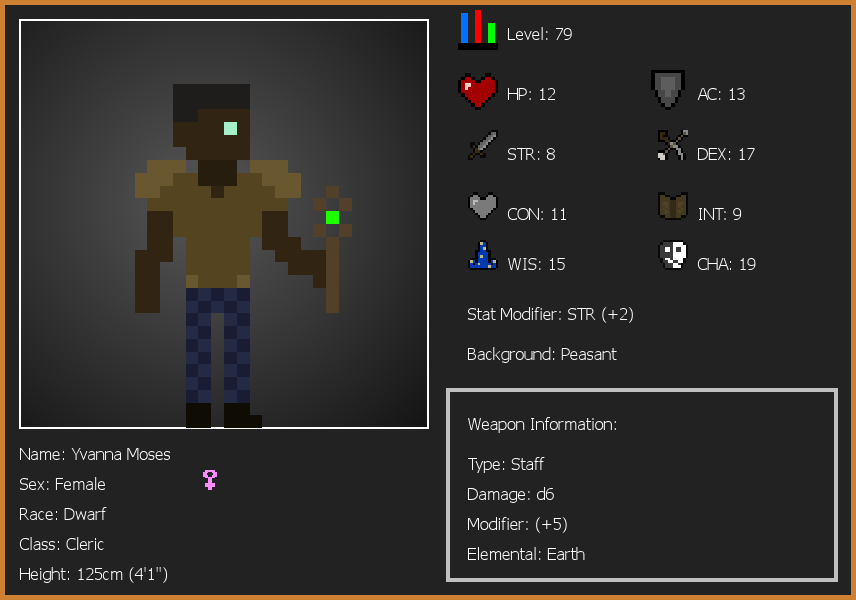 Level: 79
HP: 12
AC: 13
STR: 8
DEX: 17
CON: 11
INT: 9
WIS: 15
CHA: 19
Stat Modifier: STR (+2)
Background: Peasant
Weapon Information:
Type: Staff
Damage: d6
Modifier: (+5)
Elemental: Earth
Name: Yvanna Moses
Sex: Female
Race: Dwarf
Class: Cleric
Height: 125cm (4'1")